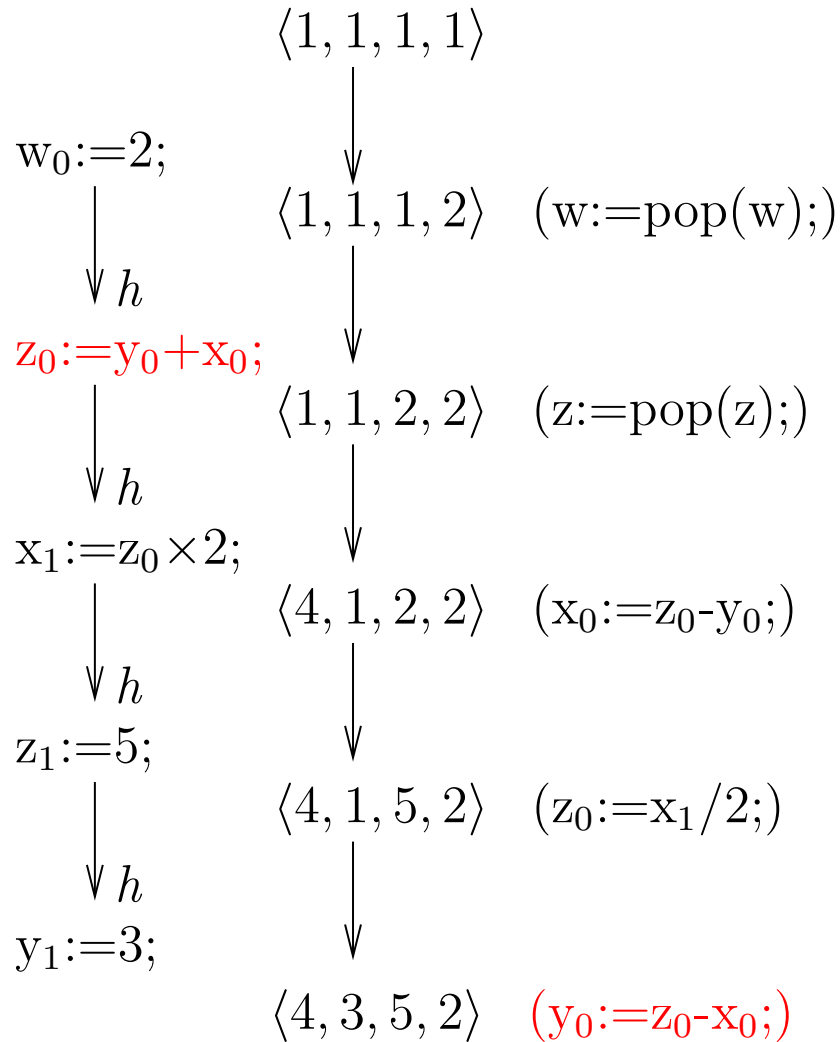 ⟨1, 1, 1, 1⟩
w₀:=2;
⟨1, 1, 1, 2⟩ (w:=pop(w);)
h
z₀:=y₀+x₀;
⟨1, 1, 2, 2⟩ (z:=pop(z);)
h
x₁:=z₀×2;
⟨4, 1, 2, 2⟩ (x₀:=z₀-y₀;)
h
z₁:=5;
⟨4, 1, 5, 2⟩ (z₀:=x₁/2;)
h
y₁:=3;
⟨4, 3, 5, 2⟩ (y₀:=z₀-x₀;)